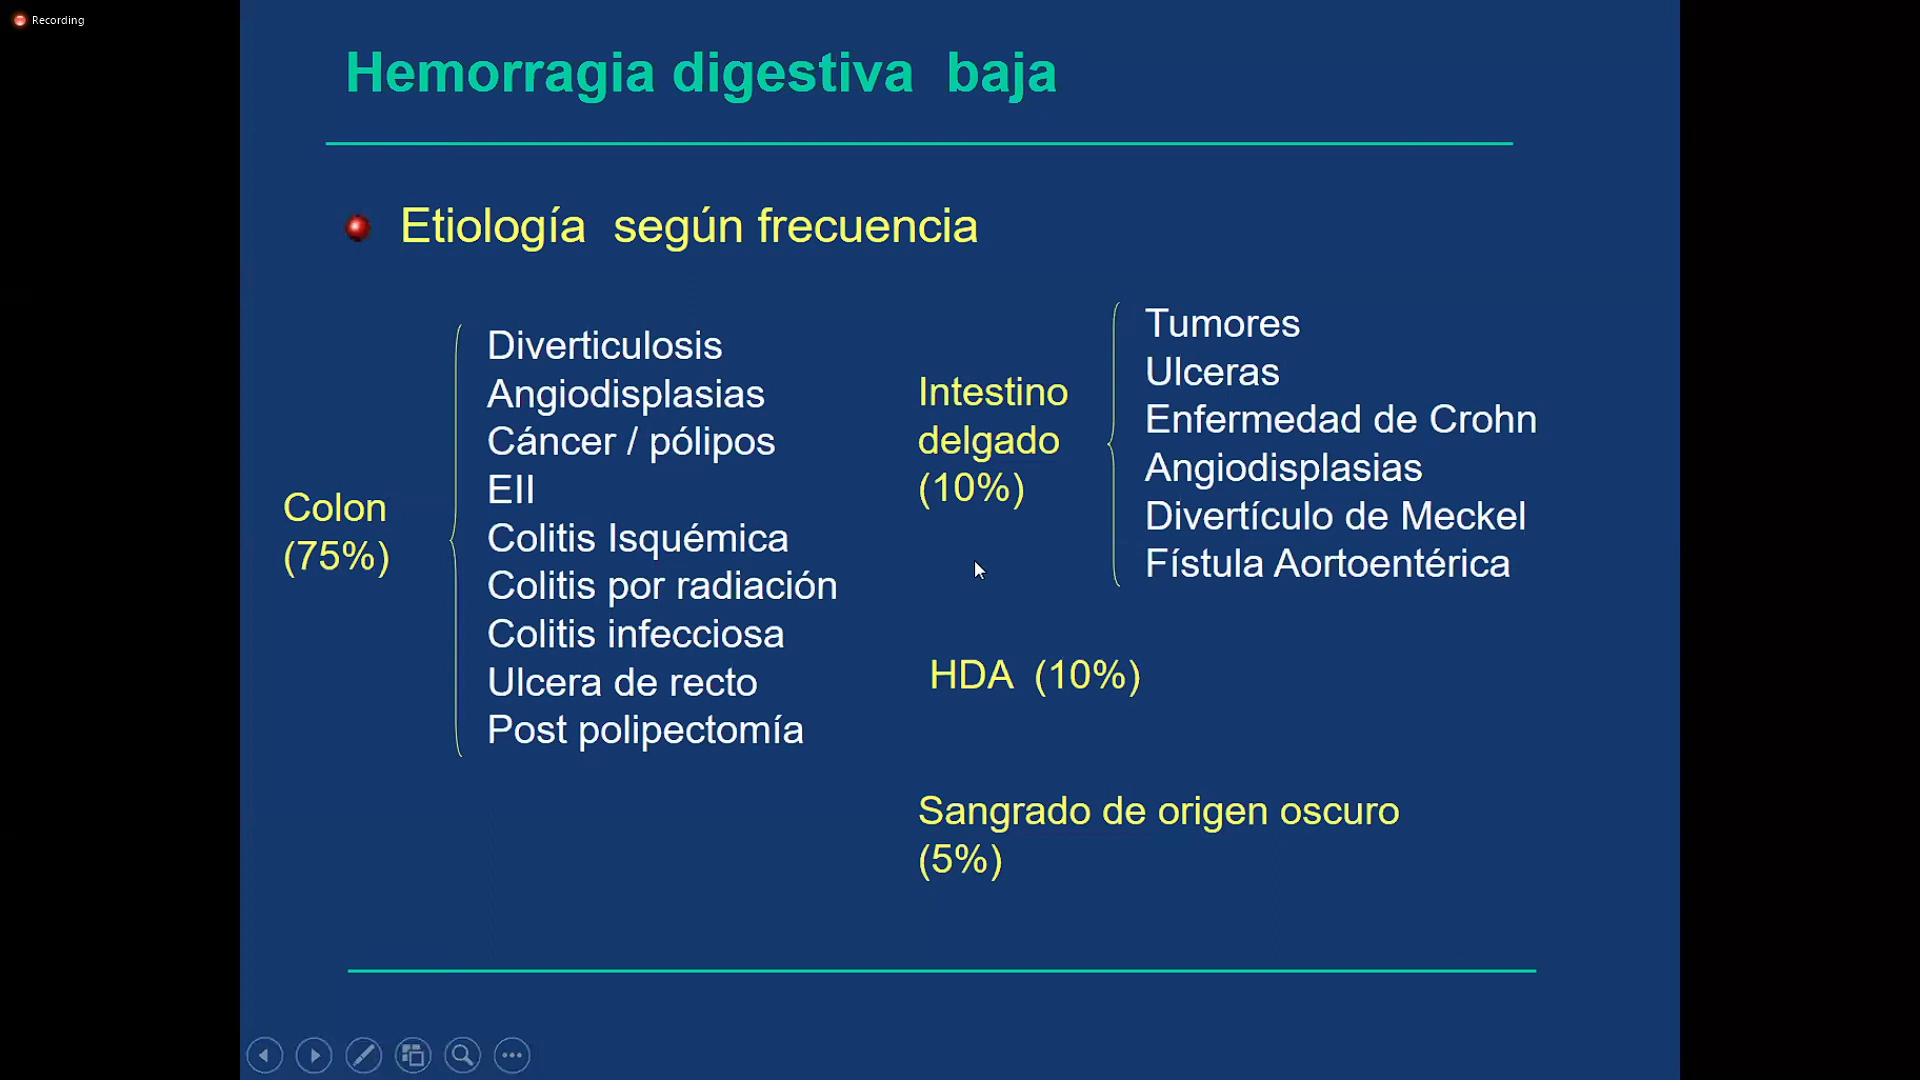 Recording
Hemorragia digestiva baja
Etiología según frecuencia
Colon
(75%)
Diverticulosis
Angiodisplasias
Cáncer / pólipos
EII
Colitis Isquémica
Colitis por radiación
Colitis infecciosa
Ulcera de recto
Post polipectomía
Intestino
delgado
(10%)
Tumores
Ulceras
Enfermedad de Crohn
Angiodisplasias
Divertículo de Meckel
Fístula Aortoentérica
HDA (10%)
Sangrado de origen oscuro
(5%)